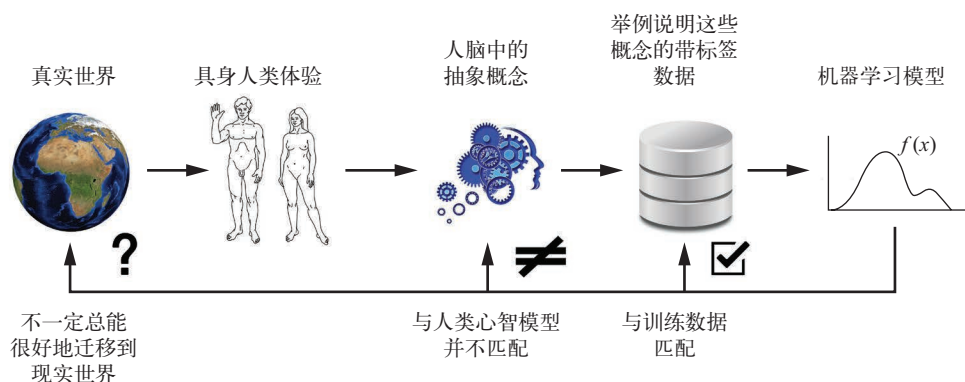 真实世界
具身人类体验
人脑中的
抽象概念
举例说明这些
概念的带标签
数据
机器学习模型
f(x)
?
≠
不一定总能
很好地迁移到
现实世界
与人类心智模型
并不匹配
与训练数据
匹配